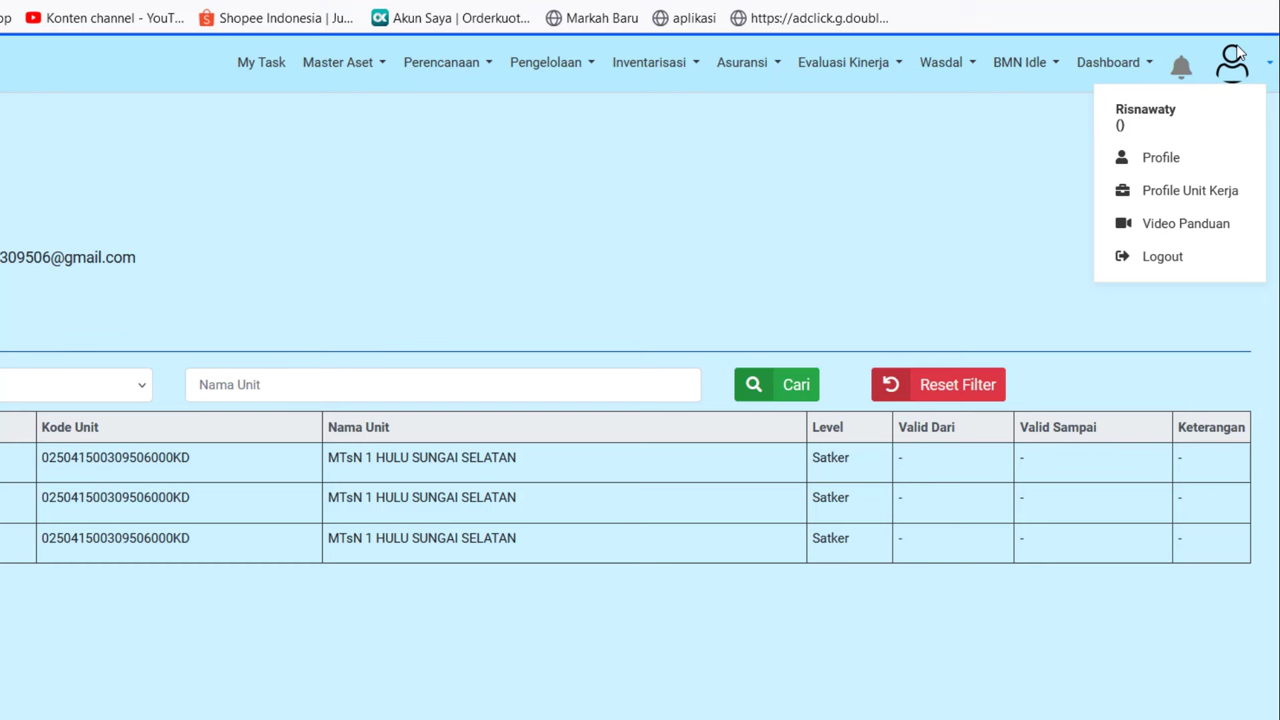 op Konten channel - YouT... Shopee Indonesia | Ju... Akun Saya | Orderkuot... Markah Baru aplikasi https://adclick.g.doubl...
My Task Master Aset Perencanaan Pengelolaan Inventarisasi Asuransi Evaluasi Kinerja Wasdal BMN Idle Dashboard
Risnawaty
()
Profile
Profile Unit Kerja
Video Panduan
Logout
309506@gmail.com
Nama Unit Cari Reset Filter
Kode Unit Nama Unit Level Valid Dari Valid Sampai Keterangan
025041500309506000KD MTsN 1 HULU SUNGAI SELATAN Satker - - -
025041500309506000KD MTsN 1 HULU SUNGAI SELATAN Satker - - -
025041500309506000KD MTsN 1 HULU SUNGAI SELATAN Satker - - -